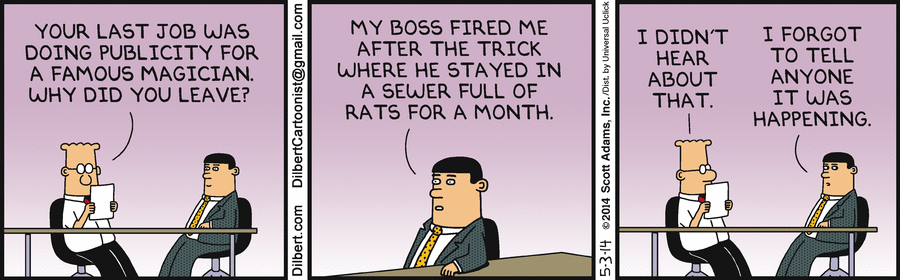 YOUR LAST JOB WAS
DOING PUBLICITY FOR
A FAMOUS MAGICIAN.
WHY DID YOU LEAVE?
Dilbert.com DilbertCartoonist@gmail.com
MY BOSS FIRED ME
AFTER THE TRICK
WHERE HE STAYED IN
A SEWER FULL OF
RATS FOR A MONTH.
5-3-14 ©2014 Scott Adams, Inc. /Dist. by Universal Uclick
I DIDN'T
HEAR
ABOUT
THAT.
I FORGOT
TO TELL
ANYONE
IT WAS
HAPPENING.